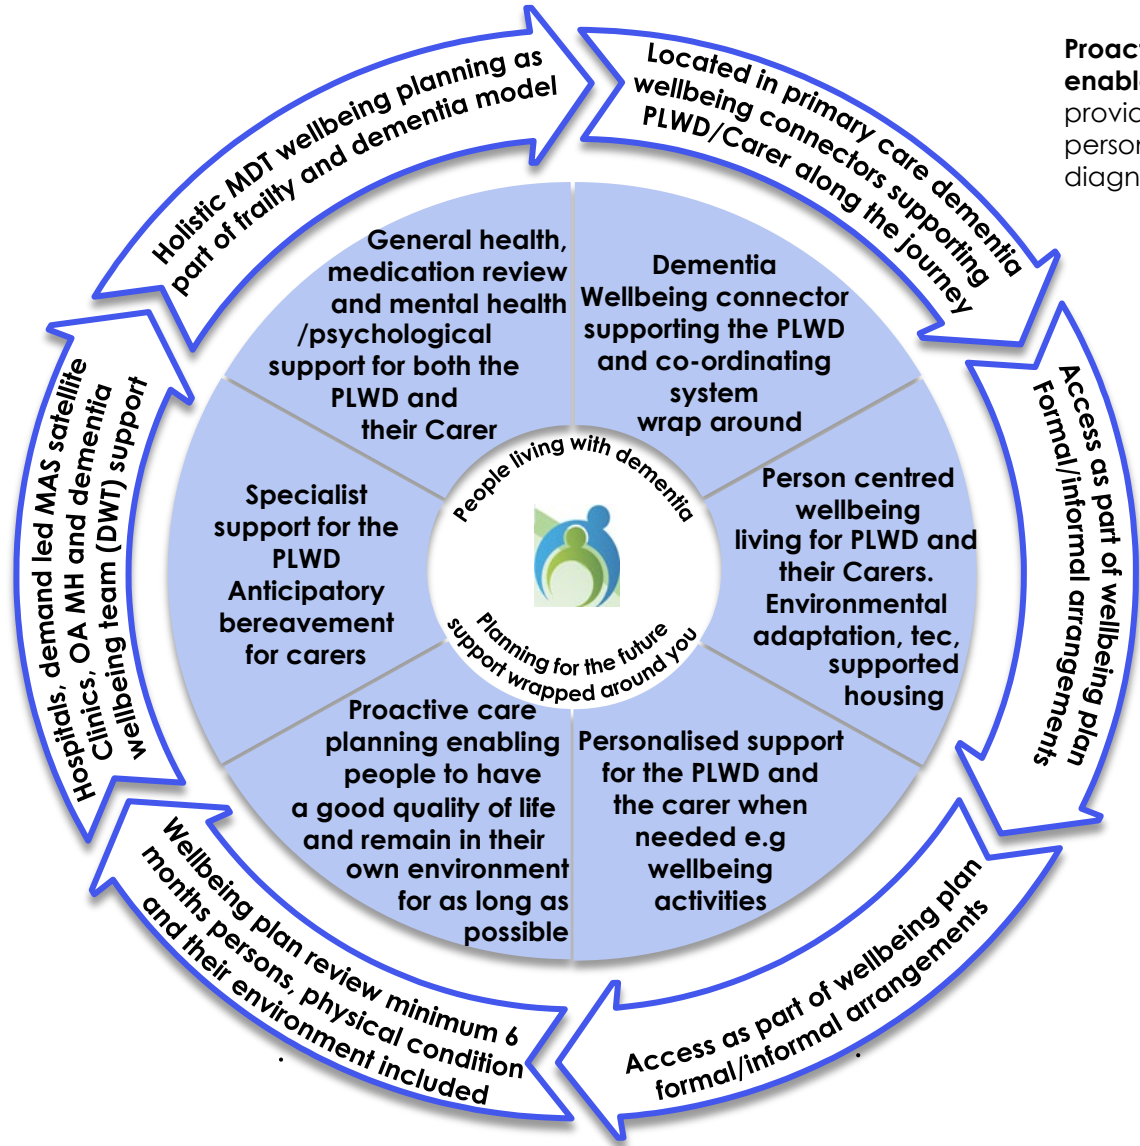 Holistic MDT wellbeing planning as
part of frailty and dementia model
Located in primary care dementia
wellbeing connectors supporting
PLWD/Carer along the journey
Access as part of wellbeing plan
Formal/informal arrangements
Access as part of wellbeing plan
formal/informal arrangements
Wellbeing plan review minimum 6
months persons, physical condition
and their environment included
Hospitals, demand led MAS satellite
Clinics, OA MH and dementia
wellbeing team (DWT) support
General health,
medication review
and mental health
/psychological
support for both the
PLWD and
their Carer
Dementia
Wellbeing connector
supporting the PLWD
and co-ordinating
system
wrap around
Person centred
wellbeing
living for PLWD and
their Carers.
Environmental
adaptation, tec,
supported
housing
Personalised support
for the PLWD and
the carer when
needed e.g
wellbeing
activities
Proactive care
planning enabling
people to have
a good quality of life
and remain in their
own environment
for as long as
possible
Specialist
support for the
PLWD
Anticipatory
bereavement
for carers
People living with dementia
Planning for the future
support wrapped around you